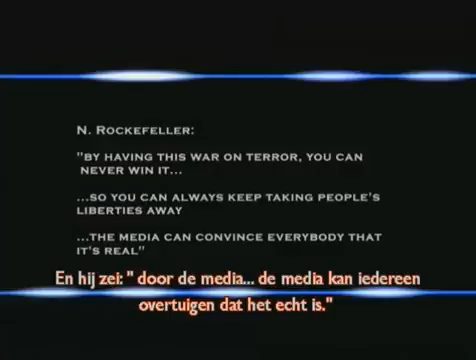 N. ROCKEFELLER:
"BY HAVING THIS WAR ON TERROR, YOU CAN
NEVER WIN IT...
...SO YOU CAN ALWAYS KEEP TAKING PEOPLE'S
LIBERTIES AWAY
...THE MEDIA CAN CONVINCE EVERYBODY THAT
IT'S REAL"
En hij zei: " door de media... de media kan iedereen
overtuigen dat het echt is."